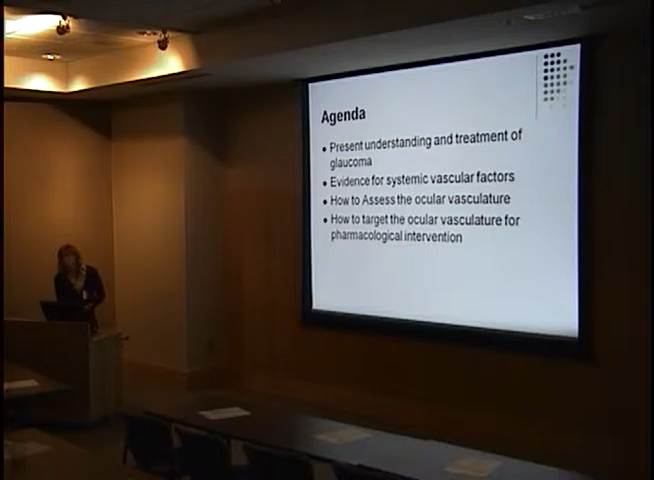 Agenda
• Present understanding and treatment of
glaucoma
• Evidence for systemic vascular factors
• How to Assess the ocular vasculature
• How to target the ocular vasculature for
pharmacological intervention